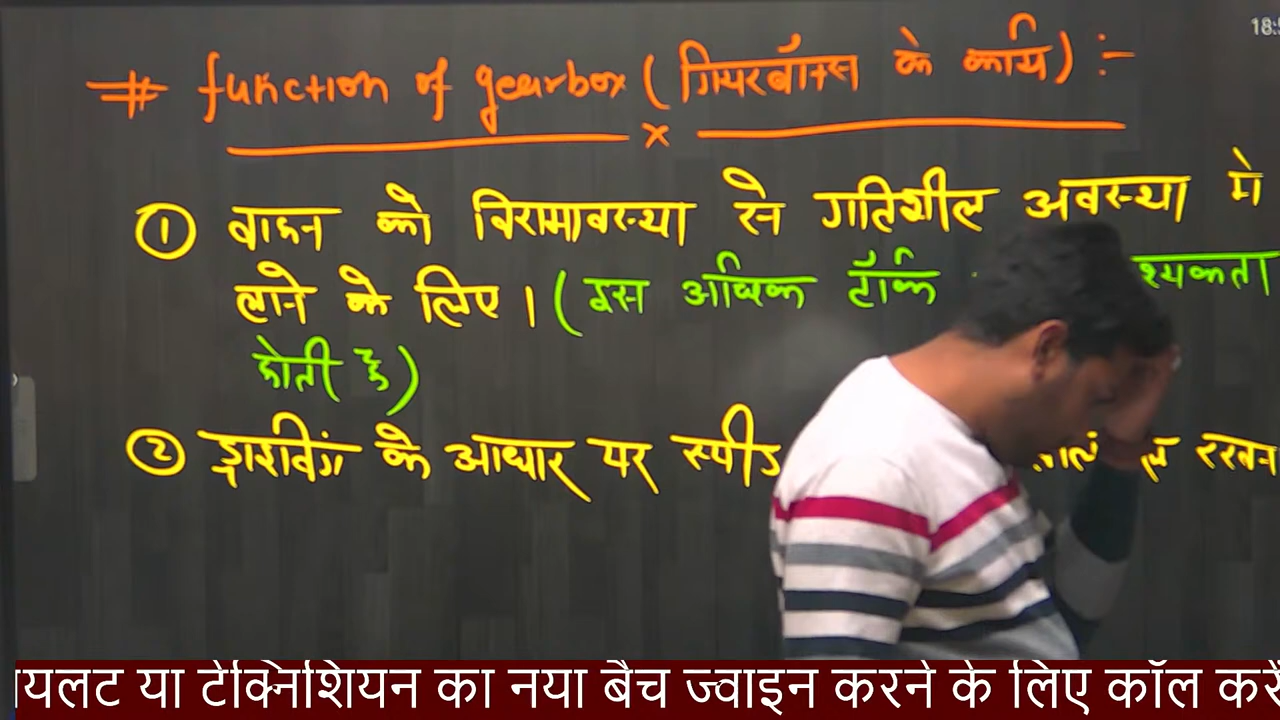 18:
# function of gearbox (गियरबॉक्स के कार्य) :-
x
① वाहन को विरामावस्था से गतिशील अवस्था मे
लाने के लिए । (इस अधिक टॉर्क श्यकता
होती है)
② ड्राइविंग के आधार पर स्पीड
यलट या टेक्निशियन का नया बैच ज्वाइन करने के लिए कॉल करें